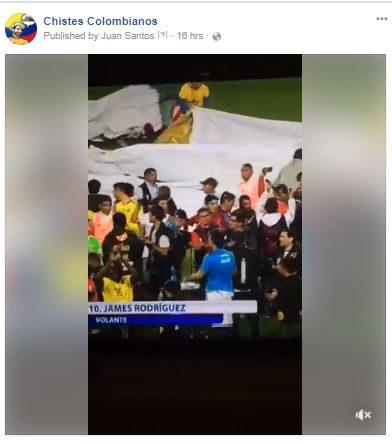 Chistes Colombianos
Published by Juan Santos [?] · 16 hrs ·
10. JAMES RODRÍGUEZ
VOLANTE